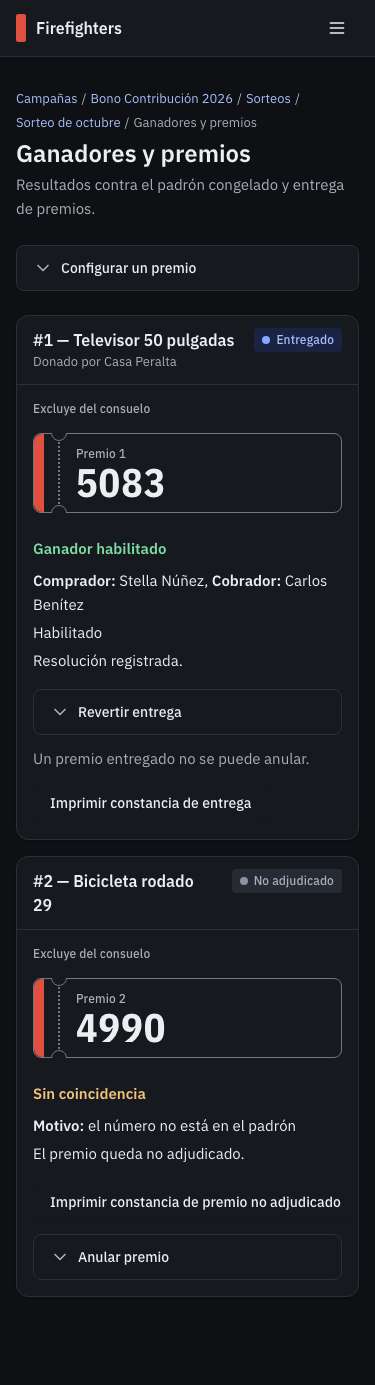 Firefighters
Campañas / Bono Contribución 2026 / Sorteos /
Sorteo de octubre / Ganadores y premios
Ganadores y premios
Resultados contra el padrón congelado y entrega
de premios.
Configurar un premio
#1 — Televisor 50 pulgadas
Entregado
Donado por Casa Peralta
Excluye del consuelo
Premio 1
5083
Ganador habilitado
Comprador: Stella Núñez, Cobrador: Carlos
Benítez
Habilitado
Resolución registrada.
Revertir entrega
Un premio entregado no se puede anular.
Imprimir constancia de entrega
#2 — Bicicleta rodado
29
No adjudicado
Excluye del consuelo
Premio 2
4990
Sin coincidencia
Motivo: el número no está en el padrón
El premio queda no adjudicado.
Imprimir constancia de premio no adjudicado
Anular premio